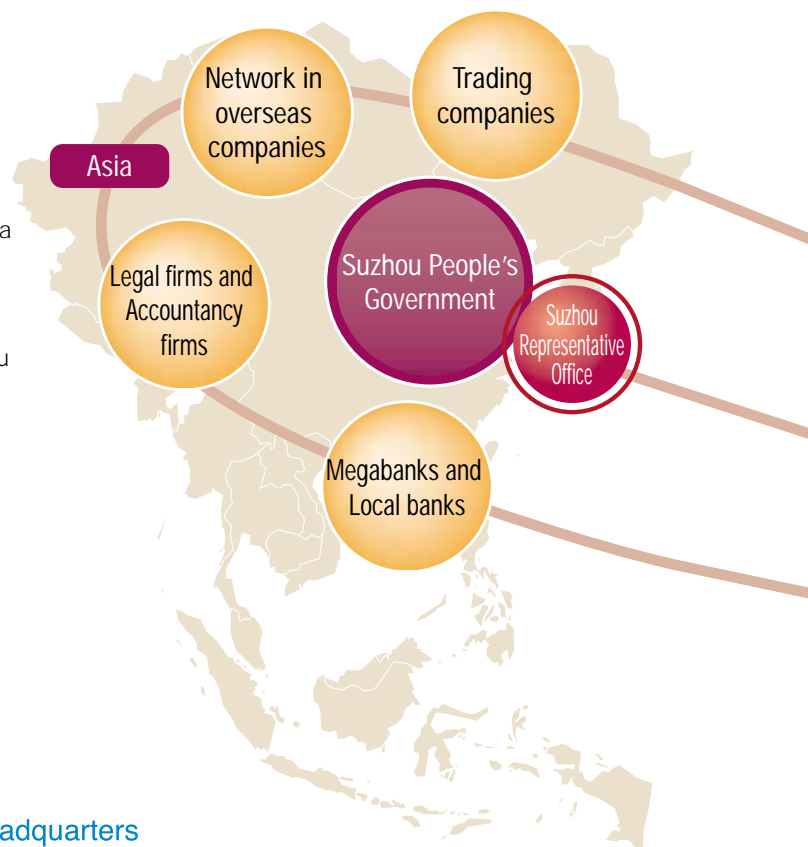 Network in
overseas
companies
Trading
companies
Asia
a
Suzhou People's
Government
Legal firms and
Accountancy
firms
Suzhou
Representative
Office
u
Megabanks and
Local banks
adquarters